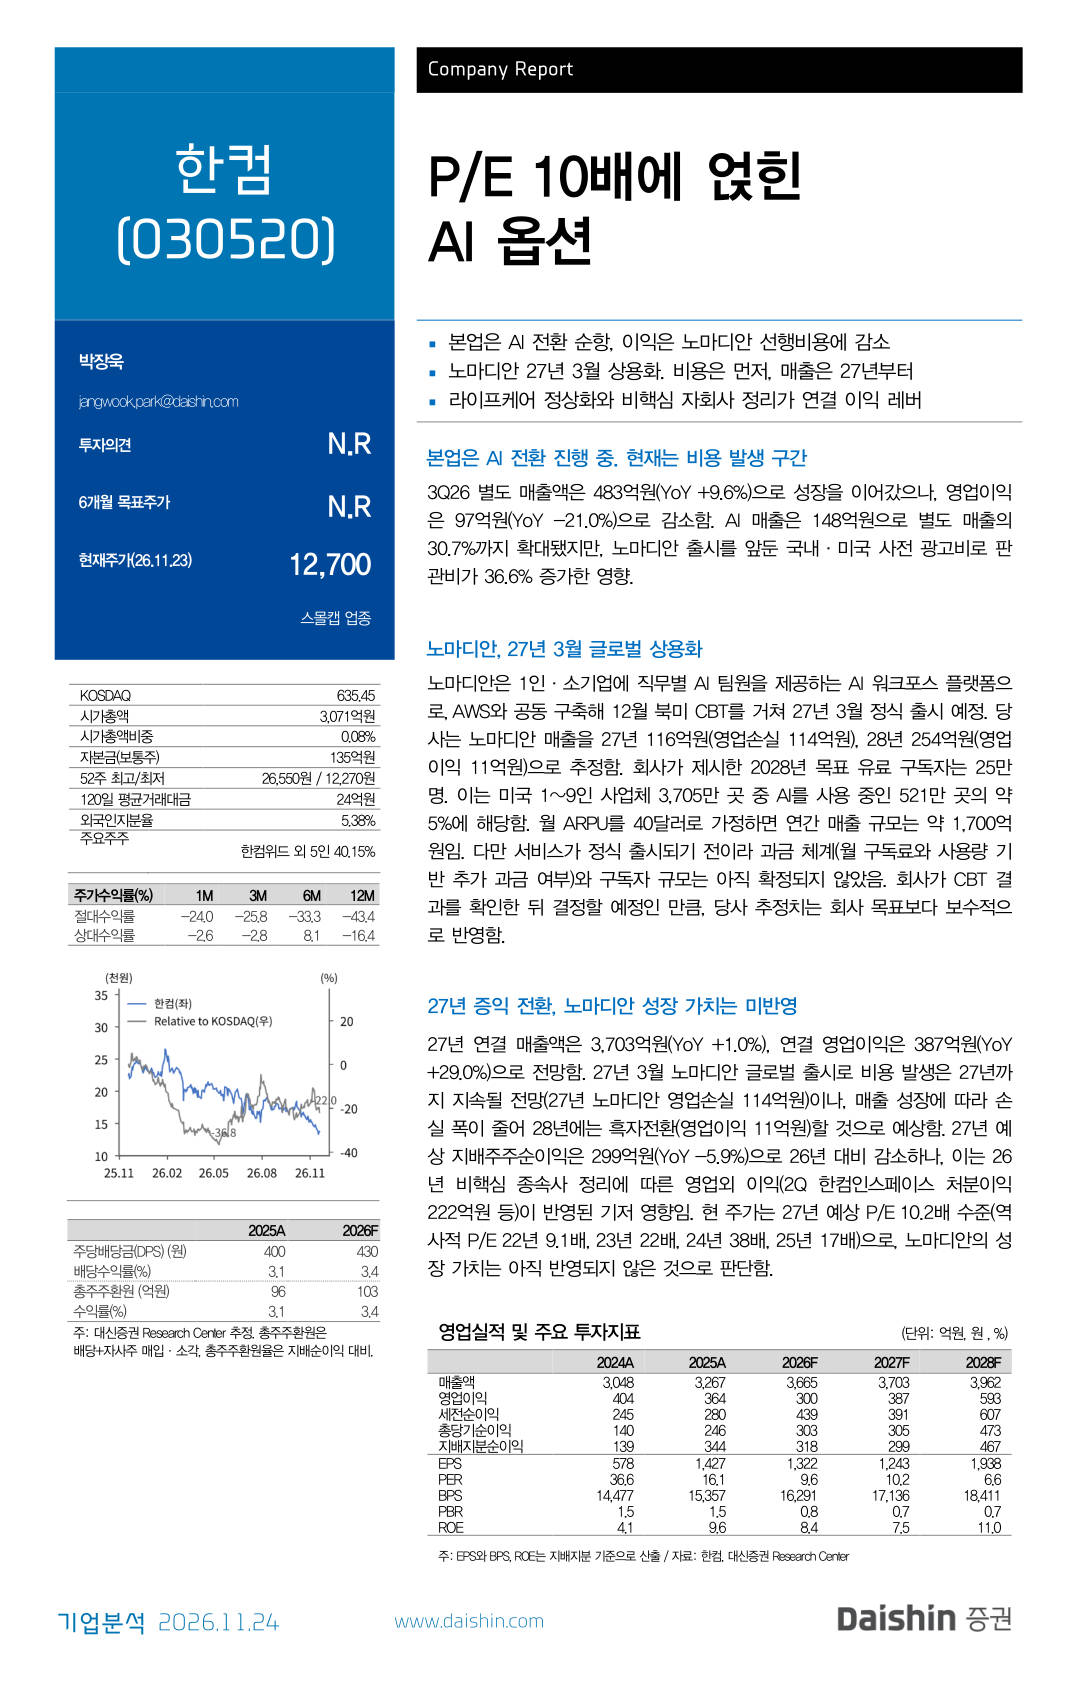 Company Report
한컴
(030520)
P/E 10배에 얹힌
AI 옵션
박장욱
jangwook.park@daishin.com
투자의견 N.R
6개월 목표주가 N.R
현재주가(26.11.23) 12,700
스몰캡 업종
▪ 본업은 AI 전환 순항, 이익은 노마디안 선행비용에 감소
▪ 노마디안 27년 3월 상용화. 비용은 먼저, 매출은 27년부터
▪ 라이프케어 정상화와 비핵심 자회사 정리가 연결 이익 레버
본업은 AI 전환 진행 중. 현재는 비용 발생 구간
3Q26 별도 매출액은 483억원(YoY +9.6%)으로 성장을 이어갔으나, 영업이익
은 97억원(YoY -21.0%)으로 감소함. AI 매출은 148억원으로 별도 매출의
30.7%까지 확대됐지만, 노마디안 출시를 앞둔 국내·미국 사전 광고비로 판
관비가 36.6% 증가한 영향.
노마디안, 27년 3월 글로벌 상용화
노마디안은 1인·소기업에 직무별 AI 팀원을 제공하는 AI 워크포스 플랫폼으
로, AWS와 공동 구축해 12월 북미 CBT를 거쳐 27년 3월 정식 출시 예정. 당
사는 노마디안 매출을 27년 116억원(영업손실 114억원), 28년 254억원(영업
이익 11억원)으로 추정함. 회사가 제시한 2028년 목표 유료 구독자는 25만
명. 이는 미국 1~9인 사업체 3,705만 곳 중 AI를 사용 중인 521만 곳의 약
5%에 해당함. 월 ARPU를 40달러로 가정하면 연간 매출 규모는 약 1,700억
원임. 다만 서비스가 정식 출시되기 전이라 과금 체계(월 구독료와 사용량 기
반 추가 과금 여부)와 구독자 규모는 아직 확정되지 않았음. 회사가 CBT 결
과를 확인한 뒤 결정할 예정인 만큼, 당사 추정치는 회사 목표보다 보수적으
로 반영함.
27년 증익 전환, 노마디안 성장 가치는 미반영
27년 연결 매출액은 3,703억원(YoY +1.0%), 연결 영업이익은 387억원(YoY
+29.0%)으로 전망함. 27년 3월 노마디안 글로벌 출시로 비용 발생은 27년까
지 지속될 전망(27년 노마디안 영업손실 114억원)이나, 매출 성장에 따라 손
실 폭이 줄어 28년에는 흑자전환(영업이익 11억원)할 것으로 예상함. 27년 예
상 지배주주순이익은 299억원(YoY -5.9%)으로 26년 대비 감소하나, 이는 26
년 비핵심 종속사 정리에 따른 영업외 이익(2Q 한컴인스페이스 처분이익
222억원 등)이 반영된 기저 영향임. 현 주가는 27년 예상 P/E 10.2배 수준(역
사적 P/E 22년 9.1배, 23년 22배, 24년 38배, 25년 17배)으로, 노마디안의 성
장 가치는 아직 반영되지 않은 것으로 판단함.
KOSDAQ 635.45
시가총액 3,071억원
시가총액비중 0.08%
자본금(보통주) 135억원
52주 최고/최저 26,550원 / 12,270원
120일 평균거래대금 24억원
외국인지분율 5.38%
주요주주
한컴위드 외 5인 40.15%
주가수익률(%) 1M 3M 6M 12M
절대수익률 -24.0 -25.8 -33.3 -43.4
상대수익률 -2.6 -2.8 8.1 -16.4
(천원) (%)
한컴(좌)
Relative to KOSDAQ(우)
35
30
25
20
15
10
20
0
-20
-40
-22.0
-36.8
25.11 26.02 26.05 26.08 26.11
2025A 2026F
주당배당금(DPS) (원) 400 430
배당수익률(%) 3.1 3.4
총주주환원 (억원) 96 103
수익률(%) 3.1 3.4
주: 대신증권 Research Center 추정. 총주주환원은
배당+자사주 매입·소각, 총주주환원율은 지배순이익 대비.
영업실적 및 주요 투자지표 (단위: 억원, 원 , %)
2024A 2025A 2026F 2027F 2028F
매출액 3,048 3,267 3,665 3,703 3,962
영업이익 404 364 300 387 593
세전순이익 245 280 439 391 607
총당기순이익 140 246 303 305 473
지배지분순이익 139 344 318 299 467
EPS 578 1,427 1,322 1,243 1,938
PER 36.6 16.1 9.6 10.2 6.6
BPS 14,477 15,357 16,291 17,136 18,411
PBR 1.5 1.5 0.8 0.7 0.7
ROE 4.1 9.6 8.4 7.5 11.0
주: EPS와 BPS, ROE는 지배지분 기준으로 산출 / 자료: 한컴, 대신증권 Research Center
기업분석 2026.11.24
www.daishin.com
Daishin 증권